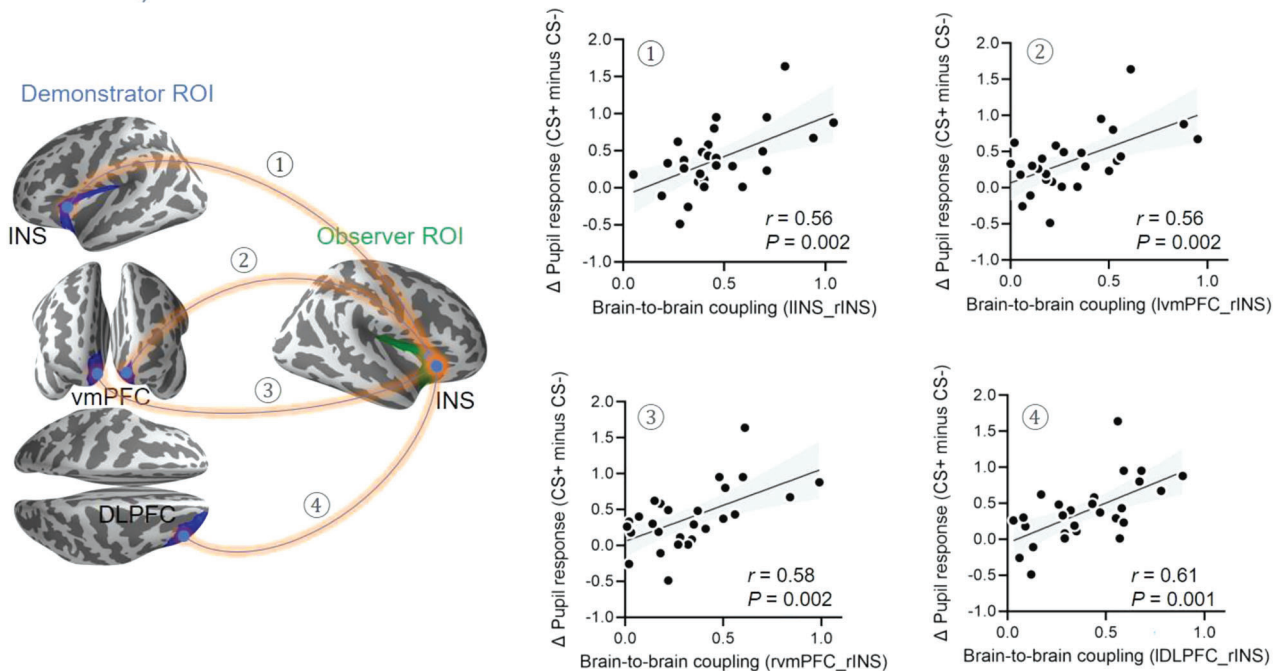 Demonstrator ROI
①
INS
Observer ROI
②
vmPFC
③
INS
DLPFC
④
Δ Pupil response (CS+ minus CS-)
2.0
1.5
1.0
0.5
0.0
-0.5
-1.0
①
r = 0.56
P = 0.002
0.0 0.5 1.0
Brain-to-brain coupling (lINS_rINS)
Δ Pupil response (CS+ minus CS-)
2.0
1.5
1.0
0.5
0.0
-0.5
-1.0
②
r = 0.56
P = 0.002
0.0 0.5 1.0
Brain-to-brain coupling (lvmPFC_rINS)
Δ Pupil response (CS+ minus CS-)
2.0
1.5
1.0
0.5
0.0
-0.5
-1.0
③
r = 0.58
P = 0.002
0.0 0.5 1.0
Brain-to-brain coupling (rvmPFC_rINS)
Δ Pupil response (CS+ minus CS-)
2.0
1.5
1.0
0.5
0.0
-0.5
-1.0
④
r = 0.61
P = 0.001
0.0 0.5 1.0
Brain-to-brain coupling (lDLPFC_rINS)